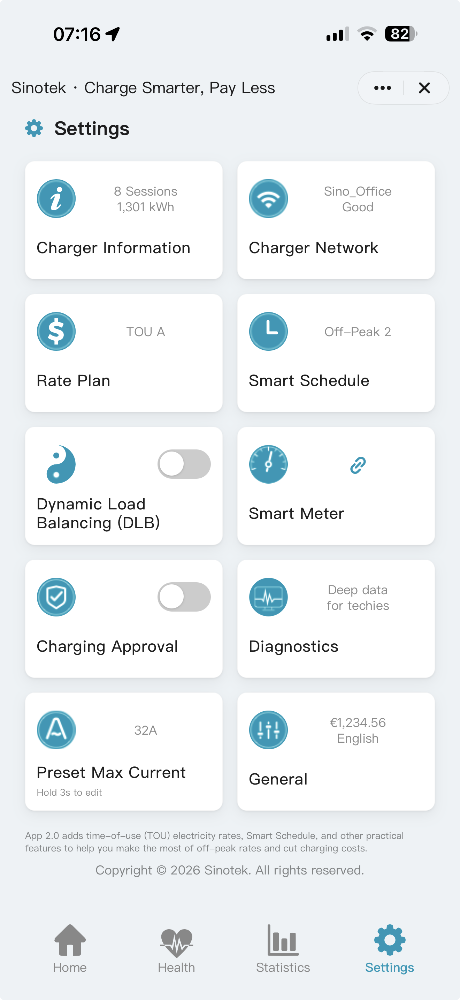 07:16
82
Sinotek · Charge Smarter, Pay Less
Settings
8 Sessions
1,301 kWh
Charger Information
Sino_Office
Good
Charger Network
TOU A
Rate Plan
Off-Peak 2
Smart Schedule
Dynamic Load
Balancing (DLB)
Smart Meter
Charging Approval
Deep data
for techies
Diagnostics
32A
Preset Max Current
Hold 3s to edit
€1,234.56
English
General
App 2.0 adds time-of-use (TOU) electricity rates, Smart Schedule, and other practical
features to help you make the most of off-peak rates and cut charging costs.
Copyright © 2026 Sinotek. All rights reserved.
Home
Health
Statistics
Settings